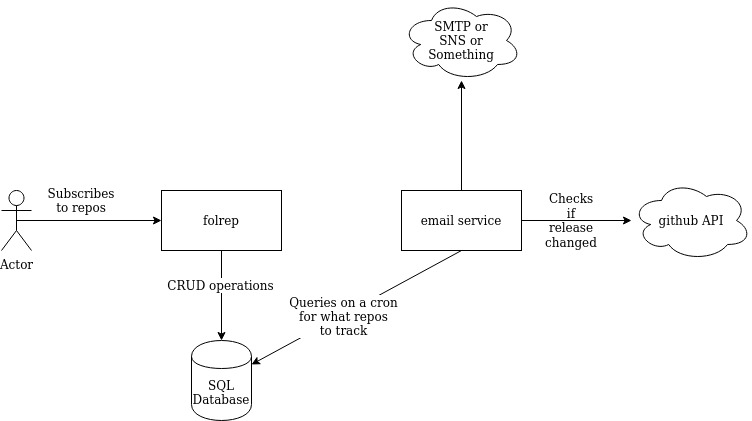 SMTP or
SNS or
Something
Subscribes
to repos
Actor
folrep
email service
Checks
if
release
changed
github API
CRUD operations
Queries on a cron
for what repos
to track
SQL
Database